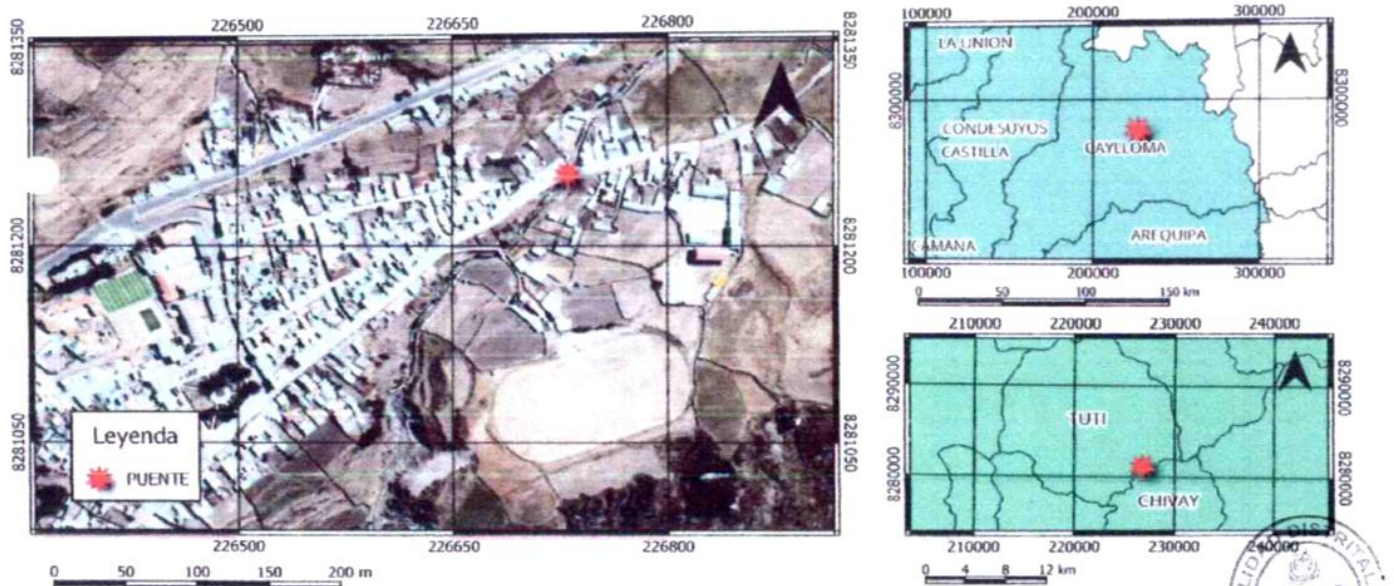 226500 226650 226800
8281350 8281350
8281200 8281200
8281050 8281050
Leyenda
PUENTE
226500 226650 226800
0 50 100 150 200 m
100000 200000 300000
LA UNION
8300000 8300000
CONDESUYOS
CASTILLA
CAYLLOMA
AREQUIPA
CAMANA
100000 200000 300000
0 50 100 150 km
210000 220000 230000 240000
8290000 8290000
TUTI
8280000 8280000
CHIVAY
210000 220000 230000 240000
0 4 8 12 km
LIDAD DISTRITAL